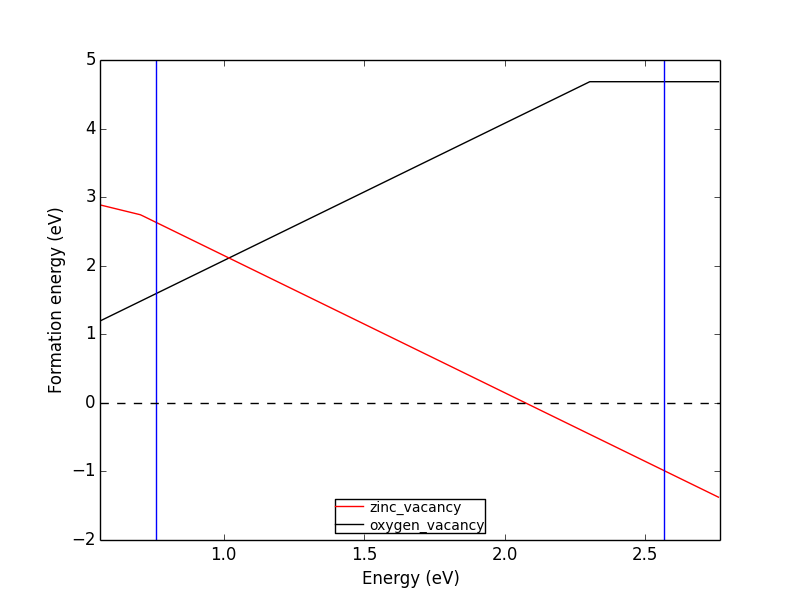 5
4
3
2
1
0
−1
−2
Formation energy (eV)
zinc_vacancy
oxygen_vacancy
1.0 1.5 2.0 2.5
Energy (eV)